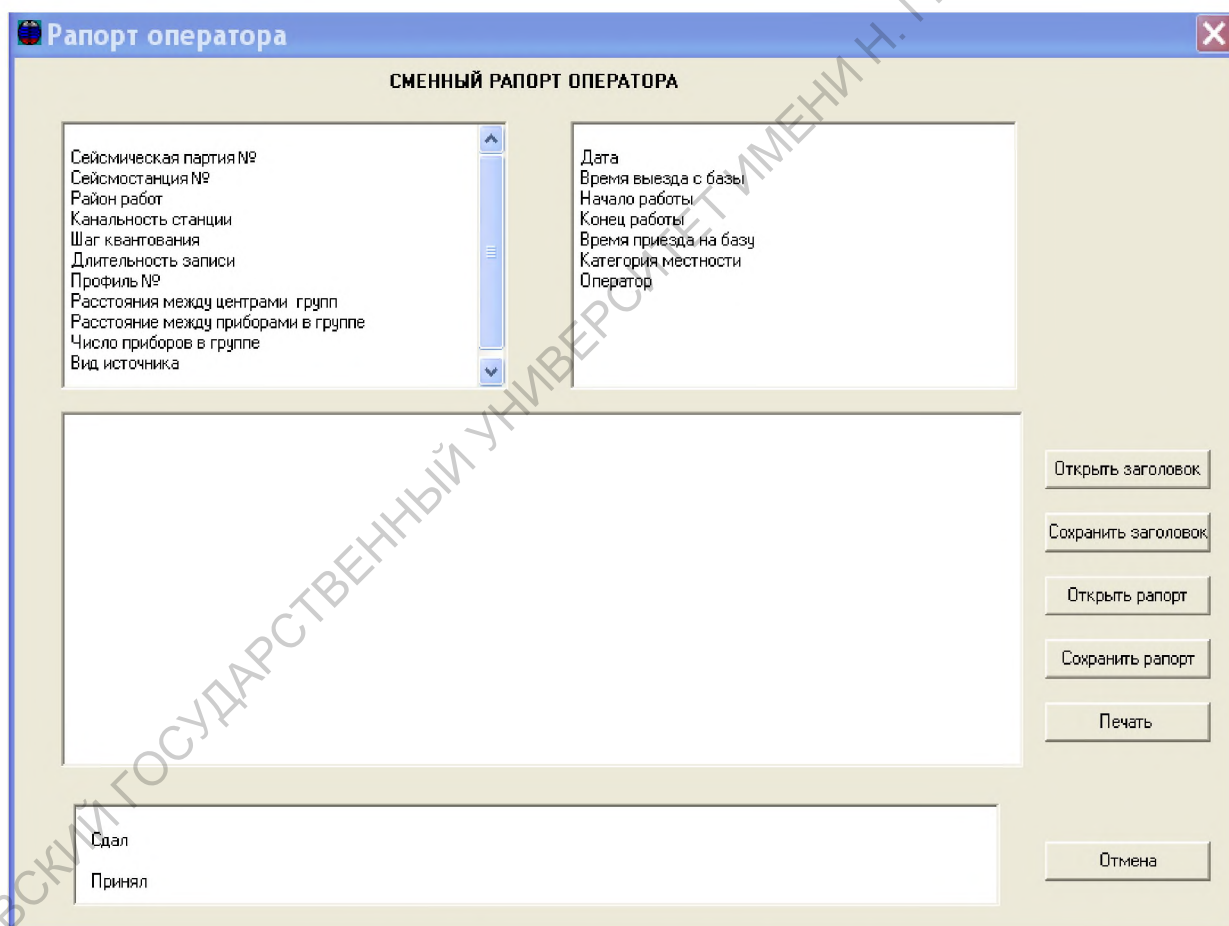 Рапорт оператора
СМЕННЫЙ РАПОРТ ОПЕРАТОРА
Сейсмическая партия №
Сейсмостанция №
Район работ
Канальность станции
Шаг квантования
Длительность записи
Профиль №
Расстояния между центрами групп
Расстояние между приборами в группе
Число приборов в группе
Вид источника
Дата
Время выезда с базы
Начало работы
Конец работы
Время приезда на базу
Категория местности
Оператор
Открыть заголовок
Сохранить заголовок
Открыть рапорт
Сохранить рапорт
Печать
Сдал
Принял
Отмена
ГОСУДАРСТВЕННЫЙ УНИВЕРСИТЕТ ИМЕНИ Н.